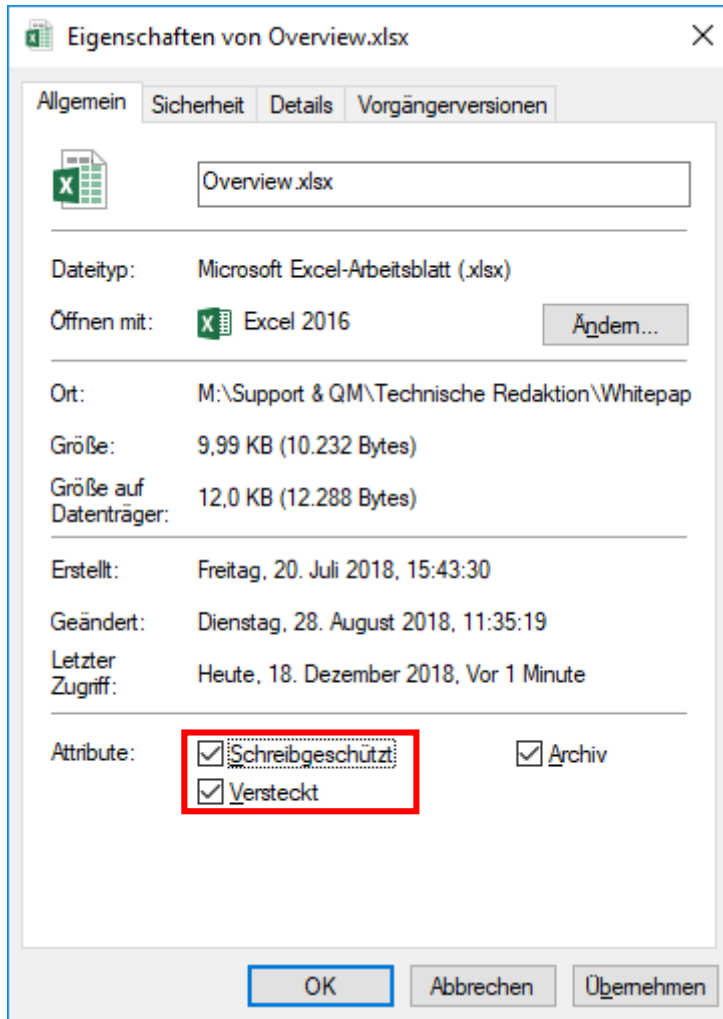 Eigenschaften von Overview.xlsx
Allgemein Sicherheit Details Vorgängerversionen
Overview.xlsx
Dateityp: Microsoft Excel-Arbeitsblatt (.xlsx)
Öffnen mit: Excel 2016 Ändern...
Ort: M:\Support & QM\Technische Redaktion\Whitepap
Größe: 9,99 KB (10.232 Bytes)
Größe auf
Datenträger: 12,0 KB (12.288 Bytes)
Erstellt: Freitag, 20. Juli 2018, 15:43:30
Geändert: Dienstag, 28. August 2018, 11:35:19
Letzter
Zugriff: Heute, 18. Dezember 2018, Vor 1 Minute
Attribute: Schreibgeschützt Archiv
Versteckt
OK Abbrechen Übernehmen